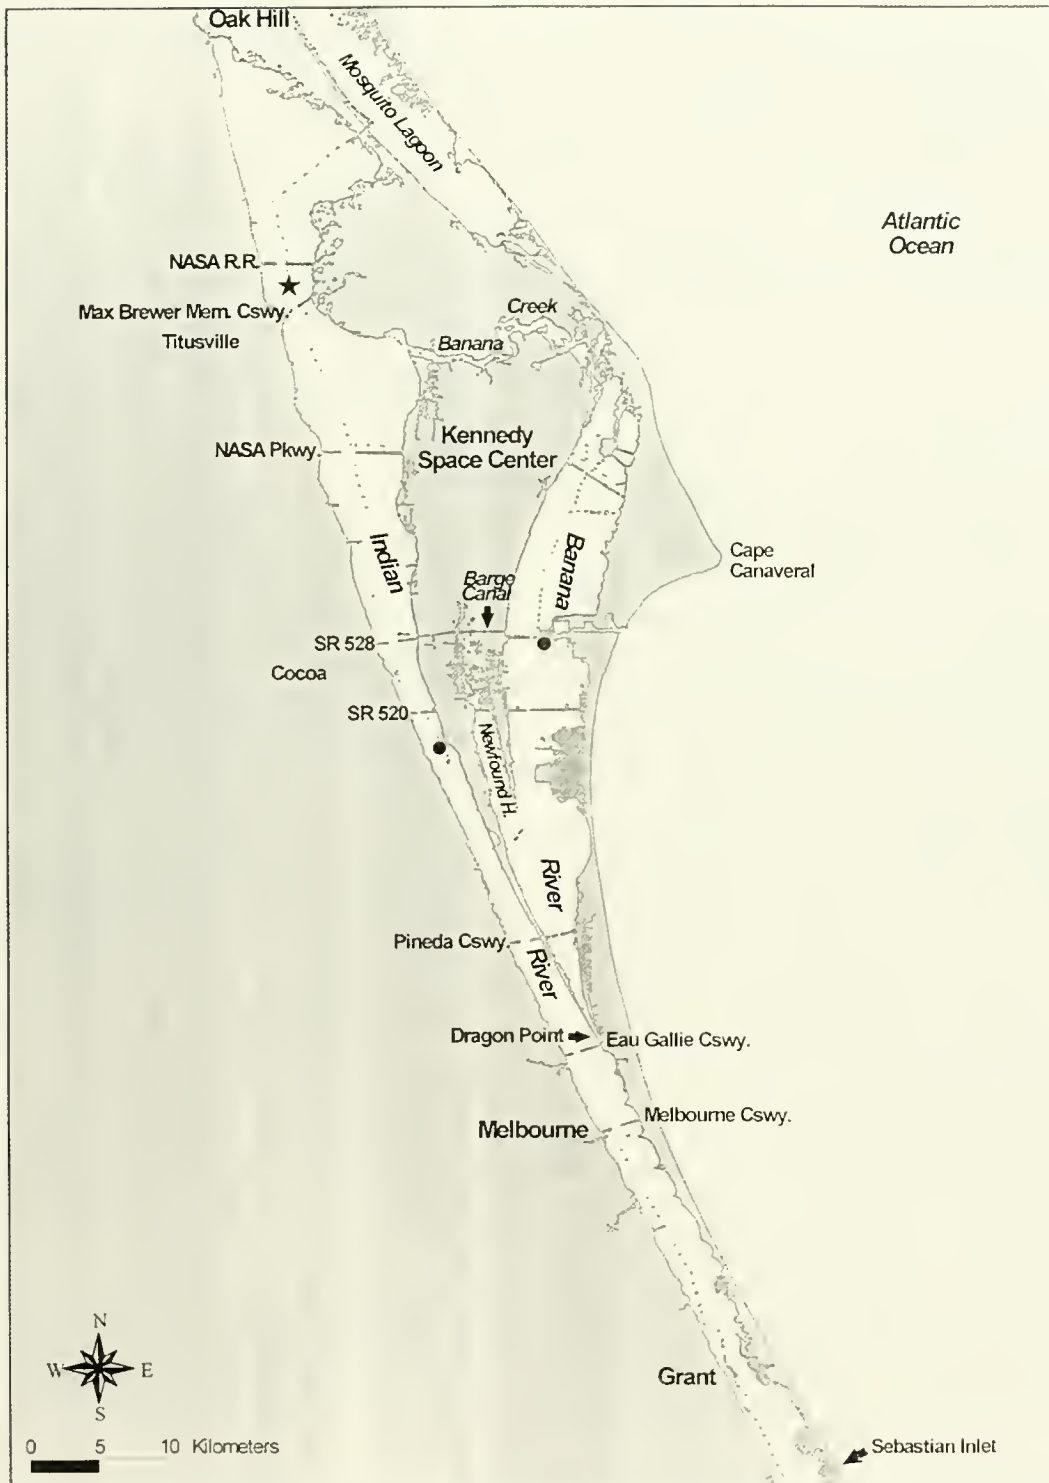 Oak Hill
Mosquito Lagoon
Atlantic
Ocean
NASA R.R.
Max Brewer Mem. Cswy.
Titusville
Creek
Banana
NASA Pkwy.
Kennedy
Space Center
Indian
Banana
Cape
Canaveral
Barge
Canal
SR 528
Cocoa
SR 520
Newfound H.
River
Pineda Cswy.
River
Dragon Point
Eau Gallie Cswy.
Melbourne Cswy.
Melbourne
N
W E
S
Grant
0 5 10 Kilometers
Sebastian Inlet